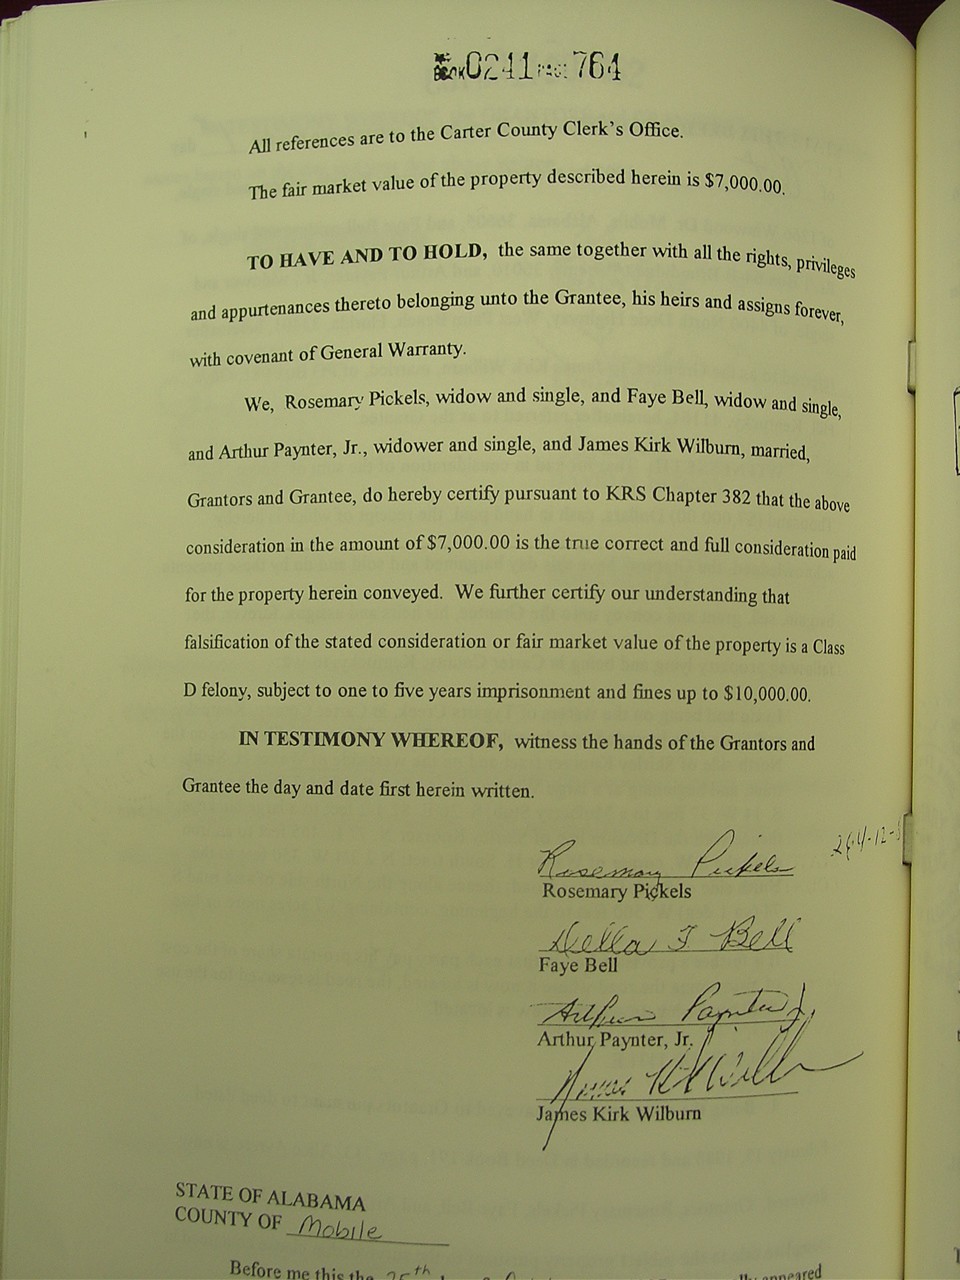 BOOK 0241 PAGE 764
All references are to the Carter County Clerk's Office.
The fair market value of the property described herein is $7,000.00.
TO HAVE AND TO HOLD, the same together with all the rights, privileges
and appurtenances thereto belonging unto the Grantee, his heirs and assigns forever,
with covenant of General Warranty.
We, Rosemary Pickels, widow and single, and Faye Bell, widow and single,
and Arthur Paynter, Jr., widower and single, and James Kirk Wilburn, married,
Grantors and Grantee, do hereby certify pursuant to KRS Chapter 382 that the above
consideration in the amount of $7,000.00 is the true correct and full consideration paid
for the property herein conveyed. We further certify our understanding that
falsification of the stated consideration or fair market value of the property is a Class
D felony, subject to one to five years imprisonment and fines up to $10,000.00.
IN TESTIMONY WHEREOF, witness the hands of the Grantors and
Grantee the day and date first herein written.
Rosemary Pickels
Rosemary Pickels
Della F Bell
Faye Bell
Arthur Paynter Jr.
Arthur Paynter, Jr.
James Kirk Wilburn
STATE OF ALABAMA
COUNTY OF Mobile
Before me this the 25th appeared